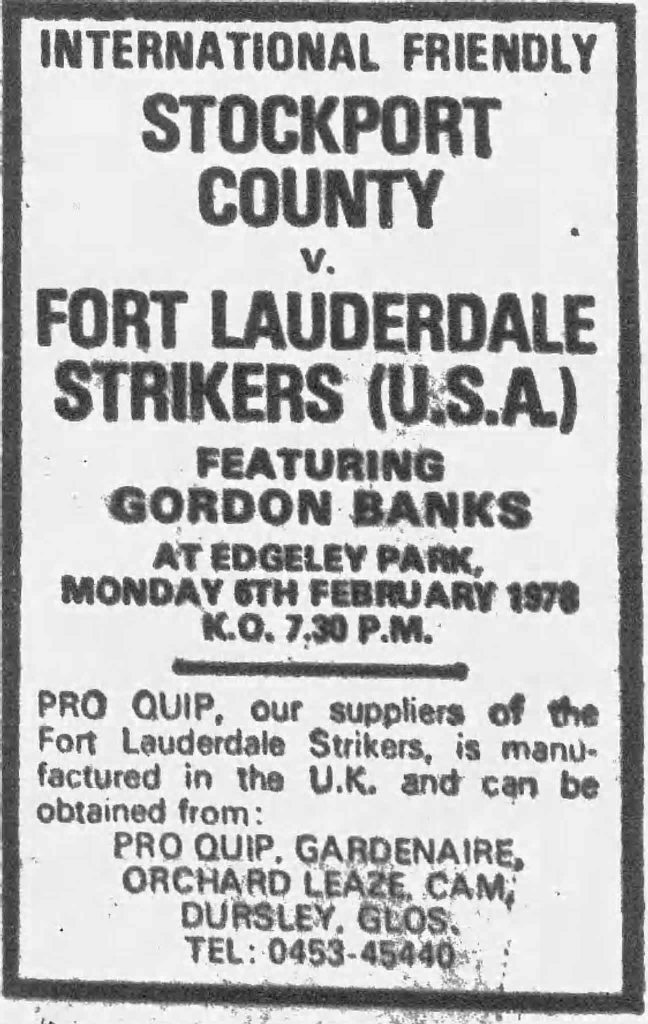 INTERNATIONAL FRIENDLY
STOCKPORT
COUNTY
v.
FORT LAUDERDALE
STRIKERS (U.S.A.)
FEATURING
GORDON BANKS
AT EDGELEY PARK,
MONDAY 6TH FEBRUARY 1978
K.O. 7.30 P.M.
PRO QUIP, our suppliers of the
Fort Lauderdale Strikers, is manu-
factured in the U.K. and can be
obtained from:
PRO QUIP, GARDENAIRE,
ORCHARD LEAZE, CAM,
DURSLEY, GLOS.
TEL: 0453-45440